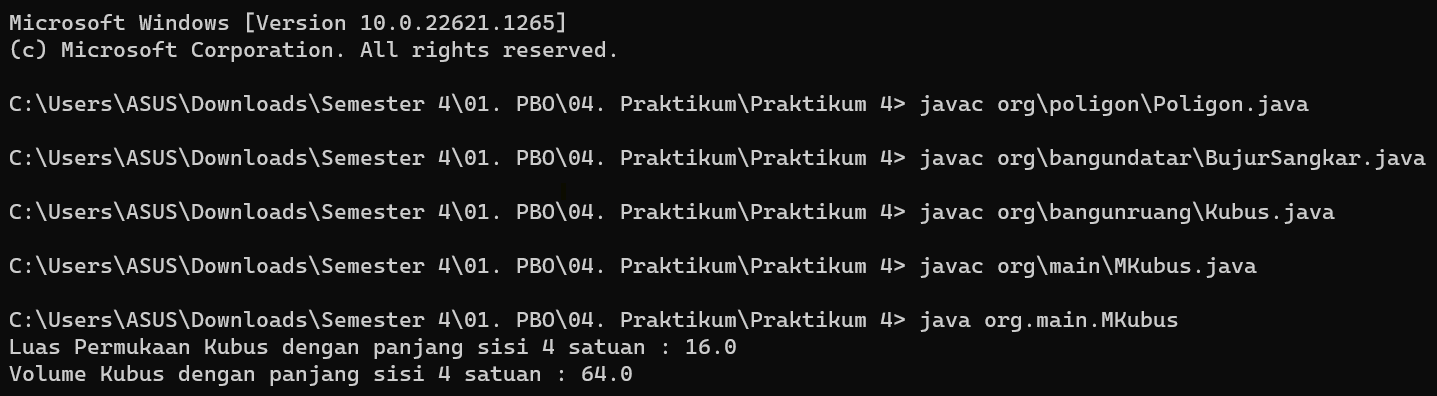 Microsoft Windows [Version 10.0.22621.1265]
(c) Microsoft Corporation. All rights reserved.
C:\Users\ASUS\Downloads\Semester 4\01. PBO\04. Praktikum\Praktikum 4> javac org\poligon\Poligon.java
C:\Users\ASUS\Downloads\Semester 4\01. PBO\04. Praktikum\Praktikum 4> javac org\bangundatar\BujurSangkar.java
C:\Users\ASUS\Downloads\Semester 4\01. PBO\04. Praktikum\Praktikum 4> javac org\bangunruang\Kubus.java
C:\Users\ASUS\Downloads\Semester 4\01. PBO\04. Praktikum\Praktikum 4> javac org\main\MKubus.java
C:\Users\ASUS\Downloads\Semester 4\01. PBO\04. Praktikum\Praktikum 4> java org.main.MKubus
Luas Permukaan Kubus dengan panjang sisi 4 satuan : 16.0
Volume Kubus dengan panjang sisi 4 satuan : 64.0